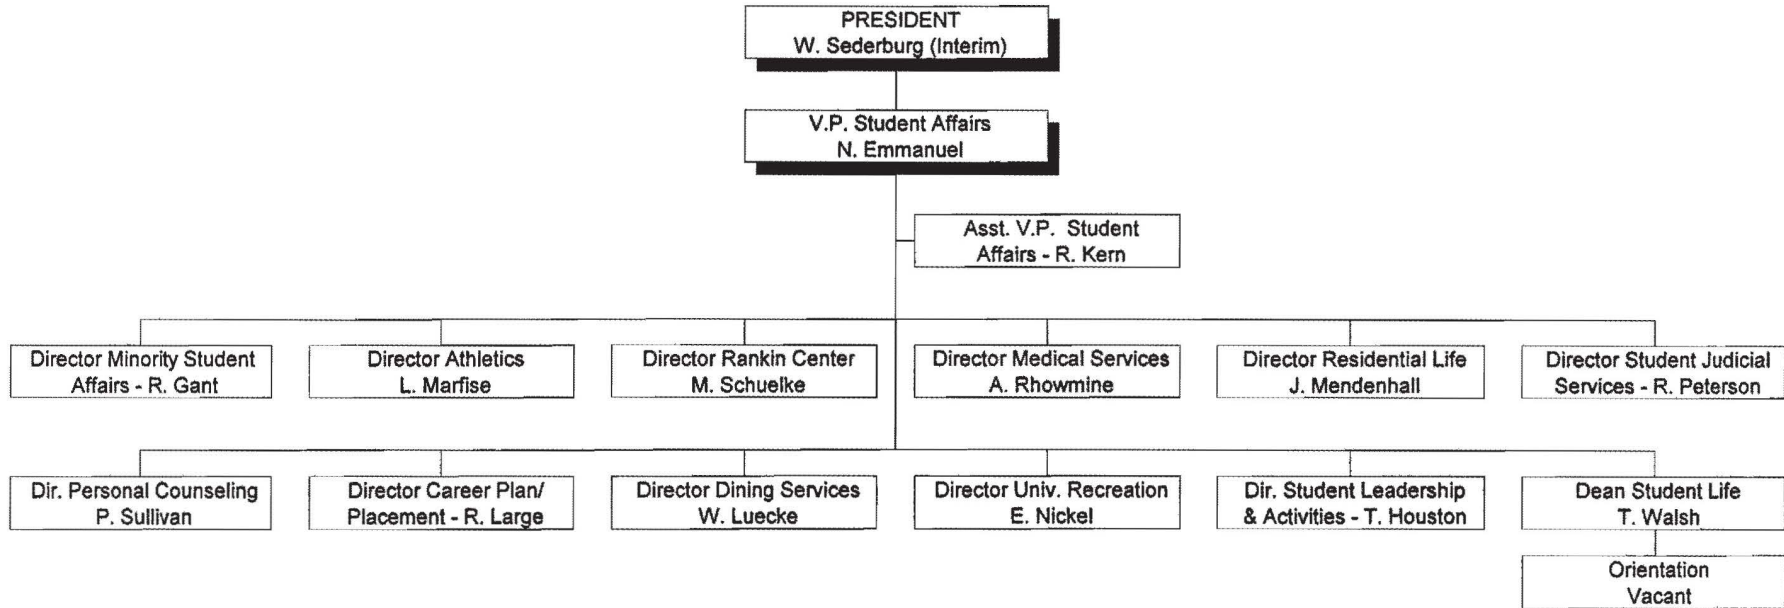 PRESIDENT
W. Sederburg (Interim)
V.P. Student Affairs
N. Emmanuel
Asst. V.P. Student
Affairs - R. Kern
Director Minority Student
Affairs - R. Gant
Director Athletics
L. Marfise
Director Rankin Center
M. Schuelke
Director Medical Services
A. Rhowmine
Director Residential Life
J. Mendenhall
Director Student Judicial
Services - R. Peterson
Dir. Personal Counseling
P. Sullivan
Director Career Plan/
Placement - R. Large
Director Dining Services
W. Luecke
Director Univ. Recreation
E. Nickel
Dir. Student Leadership
& Activities - T. Houston
Dean Student Life
T. Walsh
Orientation
Vacant